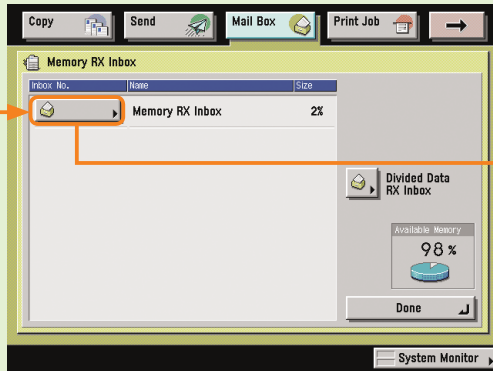 Copy Send Mail Box Print Job
Memory RX Inbox
Inbox No. Name Size
Memory RX Inbox 2%
Divided Data
RX Inbox
Available Memory
98 %
Done
System Monitor